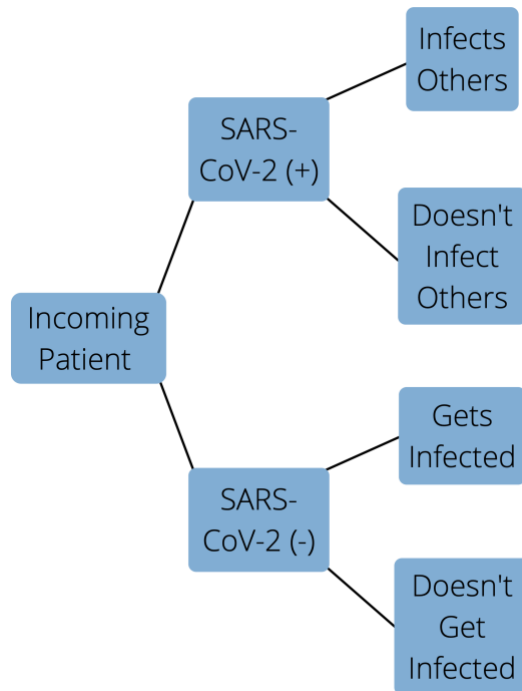 Incoming
Patient
SARS-
CoV-2 (+)
Infects
Others
Doesn't
Infect
Others
SARS-
CoV-2 (-)
Gets
Infected
Doesn't
Get
Infected